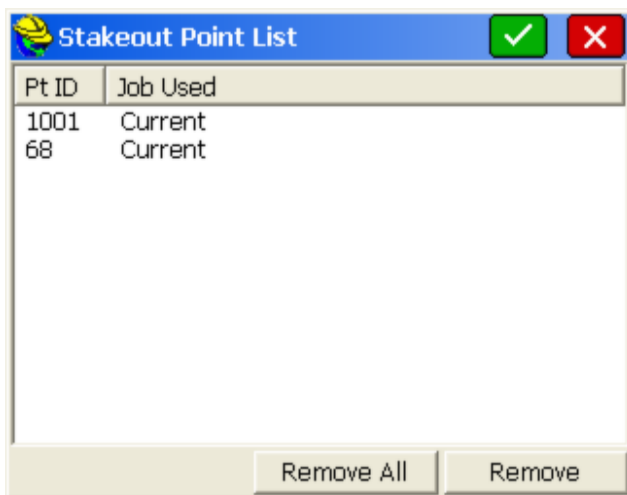 Stakeout Point List
Pt ID Job Used
1001 Current
68 Current
Remove All Remove